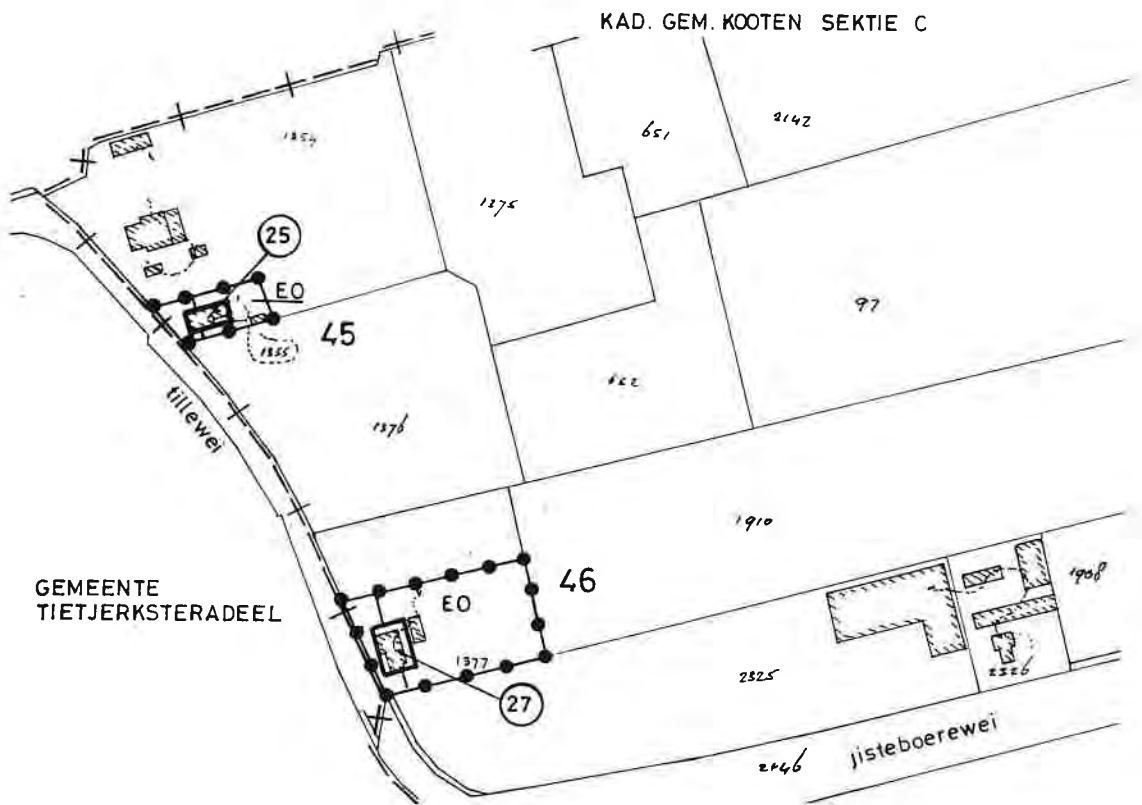 KAD. GEM. KOOTEN SEKTIE C
1354
651
2142
1375
25
EO
45
1355
97
662
tillewei
1376
1910
GEMEENTE
TIETJERKSTERADEEL
46
EO
1908
1377
2325
2326
27
jisteboerewei